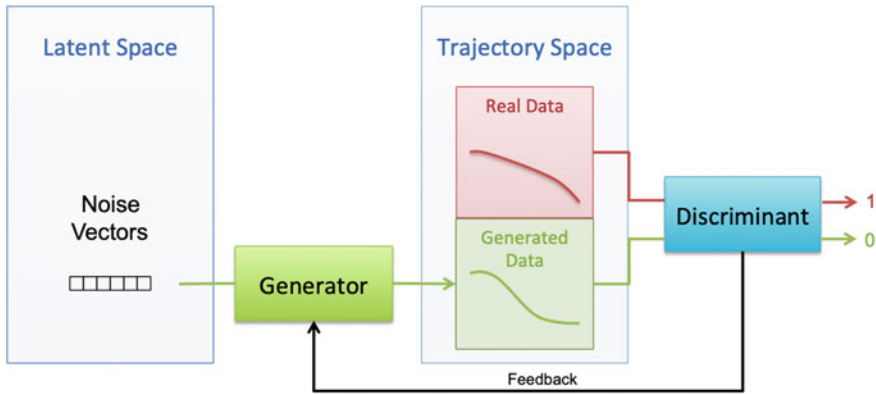 Latent Space
Noise
Vectors
Generator
Trajectory Space
Real Data
Generated
Data
Discriminant
1
0
Feedback